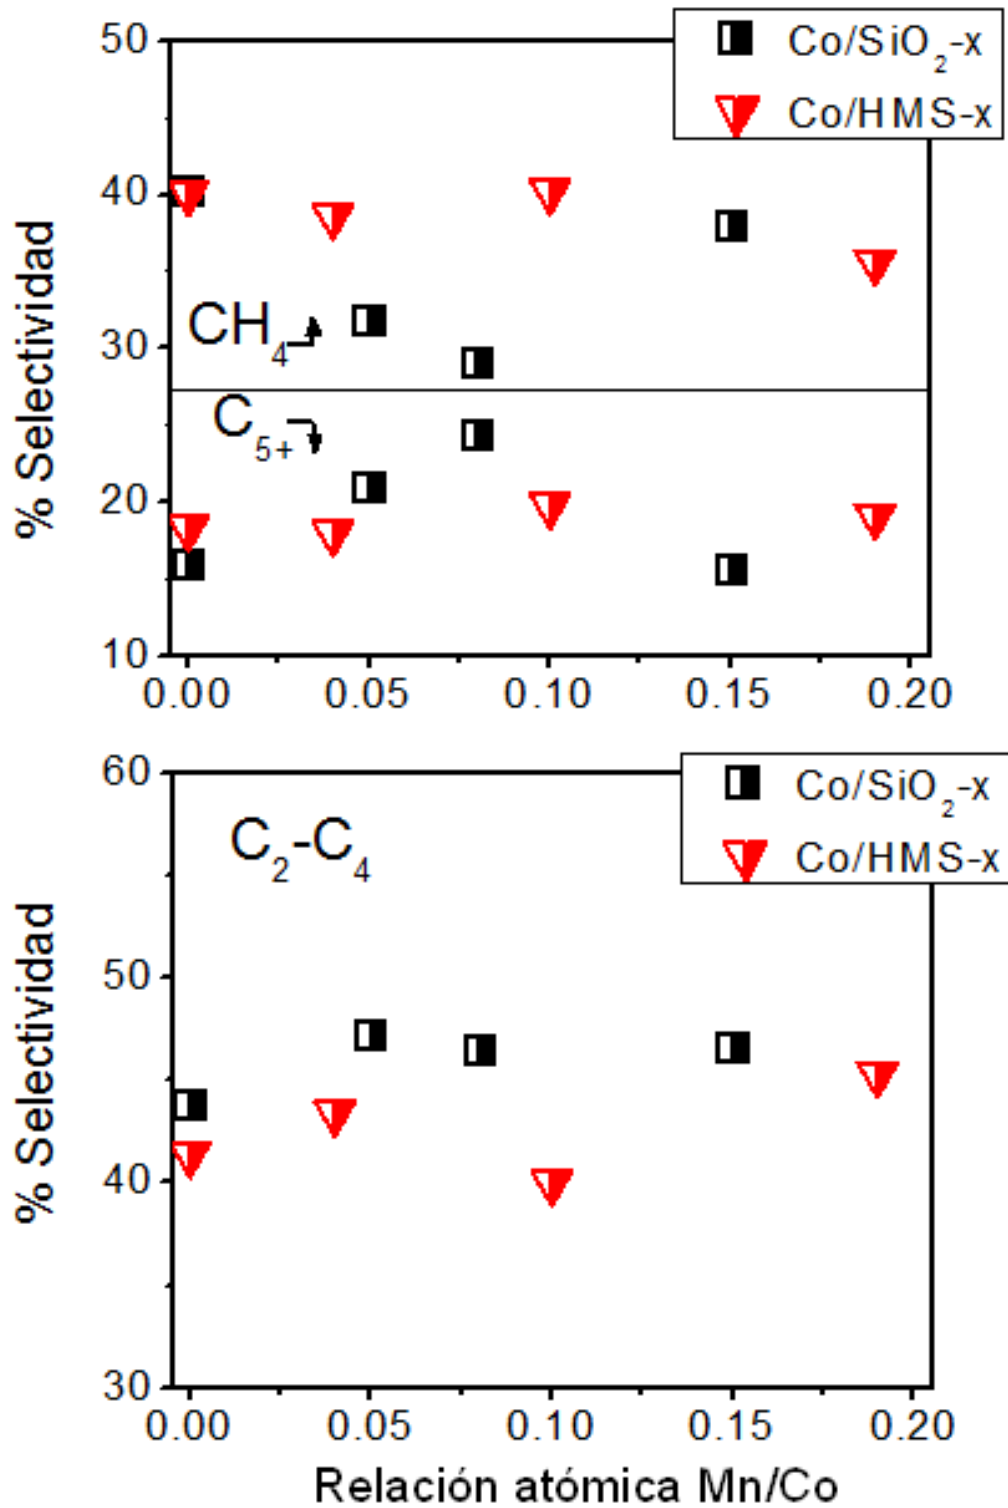 50
40
30
20
10
% Selectividad
Co/SiO₂-x
Co/HMS-x
CH₄
C₅₊
0.00 0.05 0.10 0.15 0.20
60
50
40
30
% Selectividad
Co/SiO₂-x
Co/HMS-x
C₂-C₄
0.00 0.05 0.10 0.15 0.20
Relación atómica Mn/Co